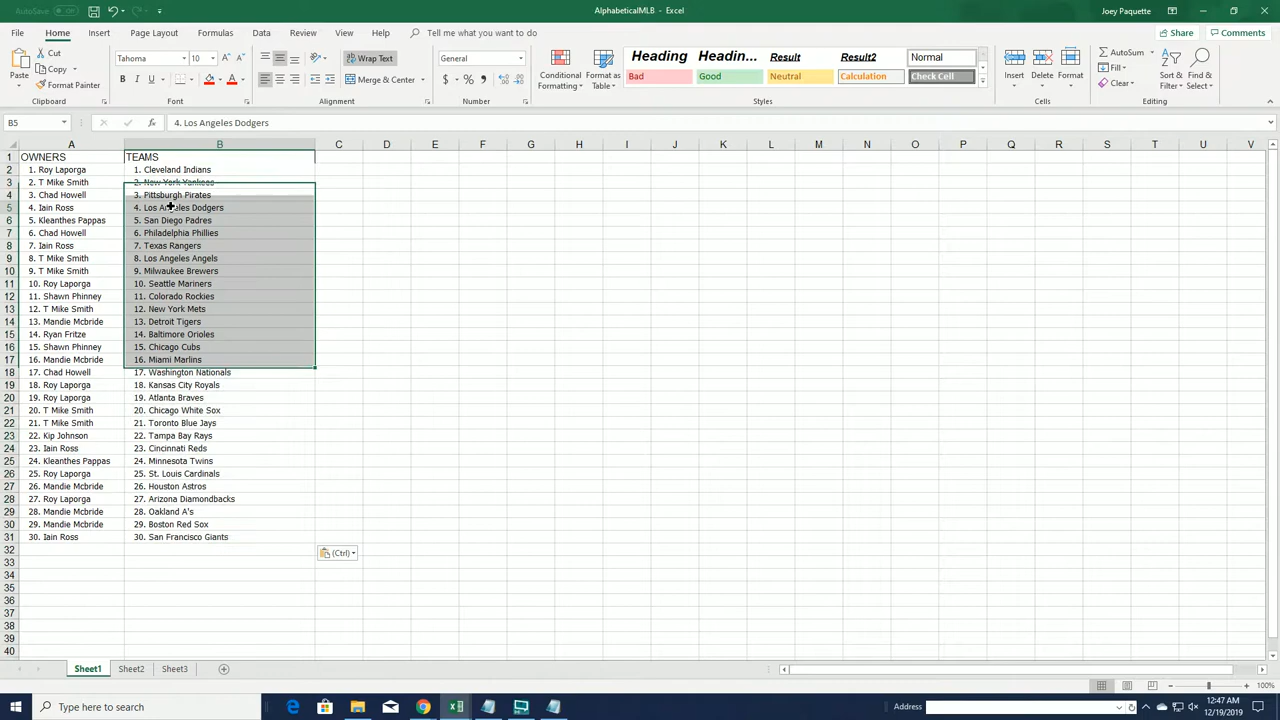 AutoSave Off
AlphabeticalMLB - Excel
Joey Paquette
File Home Insert Page Layout Formulas Data Review View Help Tell me what you want to do
Share Comments
Paste
Cut
Copy
Format Painter
Clipboard
Tahoma 10
B I U
Font
Wrap Text
Merge & Center
Alignment
General
$ % ,
Number
Conditional Formatting
Format as Table
Heading Headin... Result Result2 Normal
Bad Good Neutral Calculation Check Cell
Styles
Insert Delete Format
Cells
AutoSum
Fill
Clear
Sort & Filter
Find & Select
Editing
B5
fx
4. Los Angeles Dodgers
A B C D E F G H I J K L M N O P Q R S T U V
1 OWNERS TEAMS
2 1. Roy Laporga 1. Cleveland Indians
3 2. T Mike Smith 2. New York Yankees
4 3. Chad Howell 3. Pittsburgh Pirates
5 4. Iain Ross 4. Los Angeles Dodgers
6 5. Kleanthes Pappas 5. San Diego Padres
7 6. Chad Howell 6. Philadelphia Phillies
8 7. Iain Ross 7. Texas Rangers
9 8. T Mike Smith 8. Los Angeles Angels
10 9. T Mike Smith 9. Milwaukee Brewers
11 10. Roy Laporga 10. Seattle Mariners
12 11. Shawn Phinney 11. Colorado Rockies
13 12. T Mike Smith 12. New York Mets
14 13. Mandie Mcbride 13. Detroit Tigers
15 14. Ryan Fritze 14. Baltimore Orioles
16 15. Shawn Phinney 15. Chicago Cubs
17 16. Mandie Mcbride 16. Miami Marlins
18 17. Chad Howell 17. Washington Nationals
19 18. Roy Laporga 18. Kansas City Royals
20 19. Roy Laporga 19. Atlanta Braves
21 20. T Mike Smith 20. Chicago White Sox
22 21. T Mike Smith 21. Toronto Blue Jays
23 22. Kip Johnson 22. Tampa Bay Rays
24 23. Iain Ross 23. Cincinnati Reds
25 24. Kleanthes Pappas 24. Minnesota Twins
26 25. Roy Laporga 25. St. Louis Cardinals
27 26. Mandie Mcbride 26. Houston Astros
28 27. Roy Laporga 27. Arizona Diamondbacks
29 28. Mandie Mcbride 28. Oakland A's
30 29. Mandie Mcbride 29. Boston Red Sox
31 30. Iain Ross 30. San Francisco Giants
32
33
34
35
36
37
38
39
40
(Ctrl)
Sheet1 Sheet2 Sheet3
100%
Type here to search
Address
12:47 AM
12/19/2019